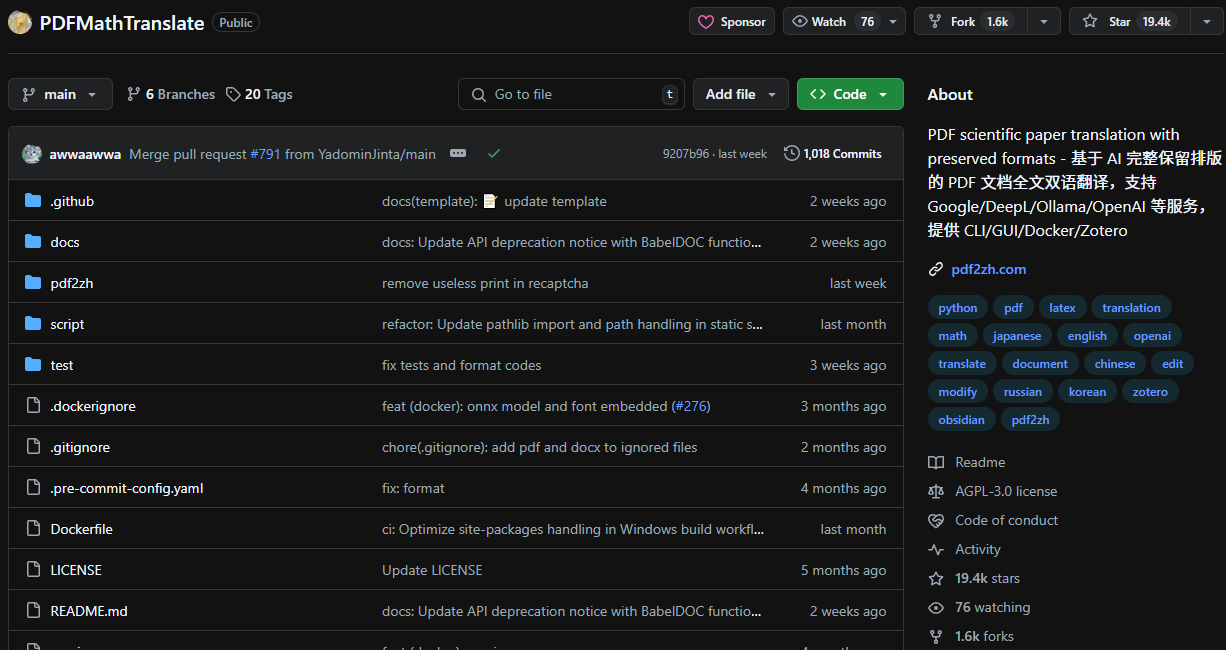 PDFMathTranslate Public Sponsor Watch 76 Fork 1.6k Star 19.4k
main 6 Branches 20 Tags Go to file t Add file Code
awwaawwa Merge pull request #791 from YadominJinta/main 9207b96 · last week 1,018 Commits
.github docs(template): 📝 update template 2 weeks ago
docs docs: Update API deprecation notice with BabelDOC functio... 2 weeks ago
pdf2zh remove useless print in recaptcha last week
script refactor: Update pathlib import and path handling in static s... last month
test fix tests and format codes 3 weeks ago
.dockerignore feat (docker): onnx model and font embedded (#276) 3 months ago
.gitignore chore(.gitignore): add pdf and docx to ignored files 2 months ago
.pre-commit-config.yaml fix: format 4 months ago
Dockerfile ci: Optimize site-packages handling in Windows build workfl... last month
LICENSE Update LICENSE 5 months ago
README.md docs: Update API deprecation notice with BabelDOC functio... 2 weeks ago
About
PDF scientific paper translation with
preserved formats - 基于 AI 完整保留排版
的 PDF 文档全文双语翻译，支持
Google/DeepL/Ollama/OpenAI 等服务，
提供 CLI/GUI/Docker/Zotero
pdf2zh.com
python pdf latex translation
math japanese english openai
translate document chinese edit
modify russian korean zotero
obsidian pdf2zh
Readme
AGPL-3.0 license
Code of conduct
Activity
19.4k stars
76 watching
1.6k forks